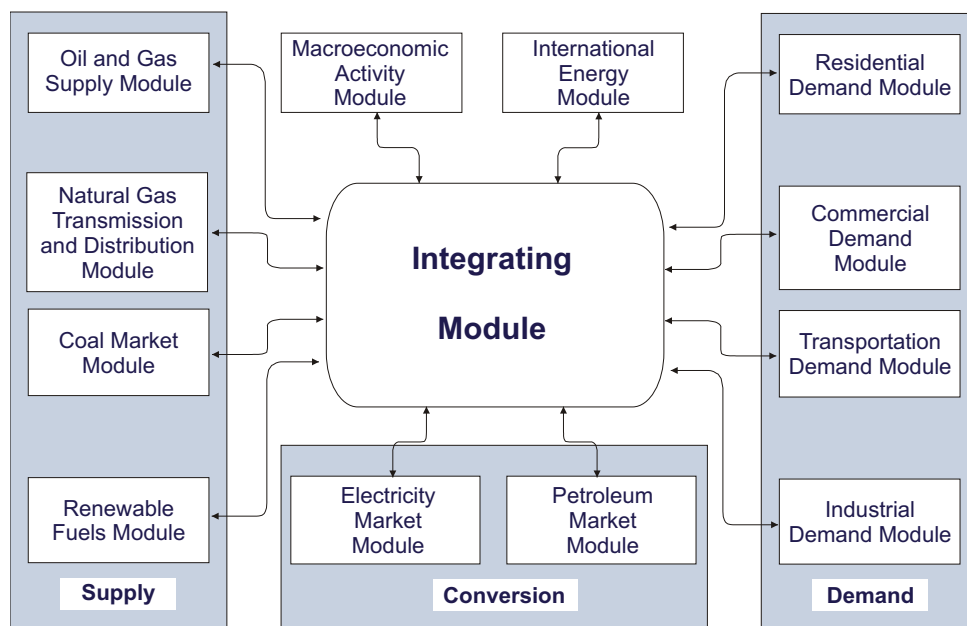 Oil and Gas
Supply Module
Macroeconomic
Activity
Module
International
Energy
Module
Residential
Demand Module
Natural Gas
Transmission
and Distribution
Module
Integrating
Module
Commercial
Demand
Module
Coal Market
Module
Transportation
Demand Module
Renewable
Fuels Module
Electricity
Market
Module
Petroleum
Market
Module
Industrial
Demand Module
Supply
Conversion
Demand